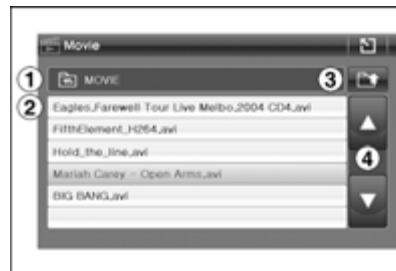 Movie
1 MOVIE 3
2 Eagles,Farewell Tour Live Melbo,2004 CD4,avi
FifthElement_H264,avi
Hold_the_line,avi
4
Mariah Carey - Open Arms,avi
BIG BANG,avi